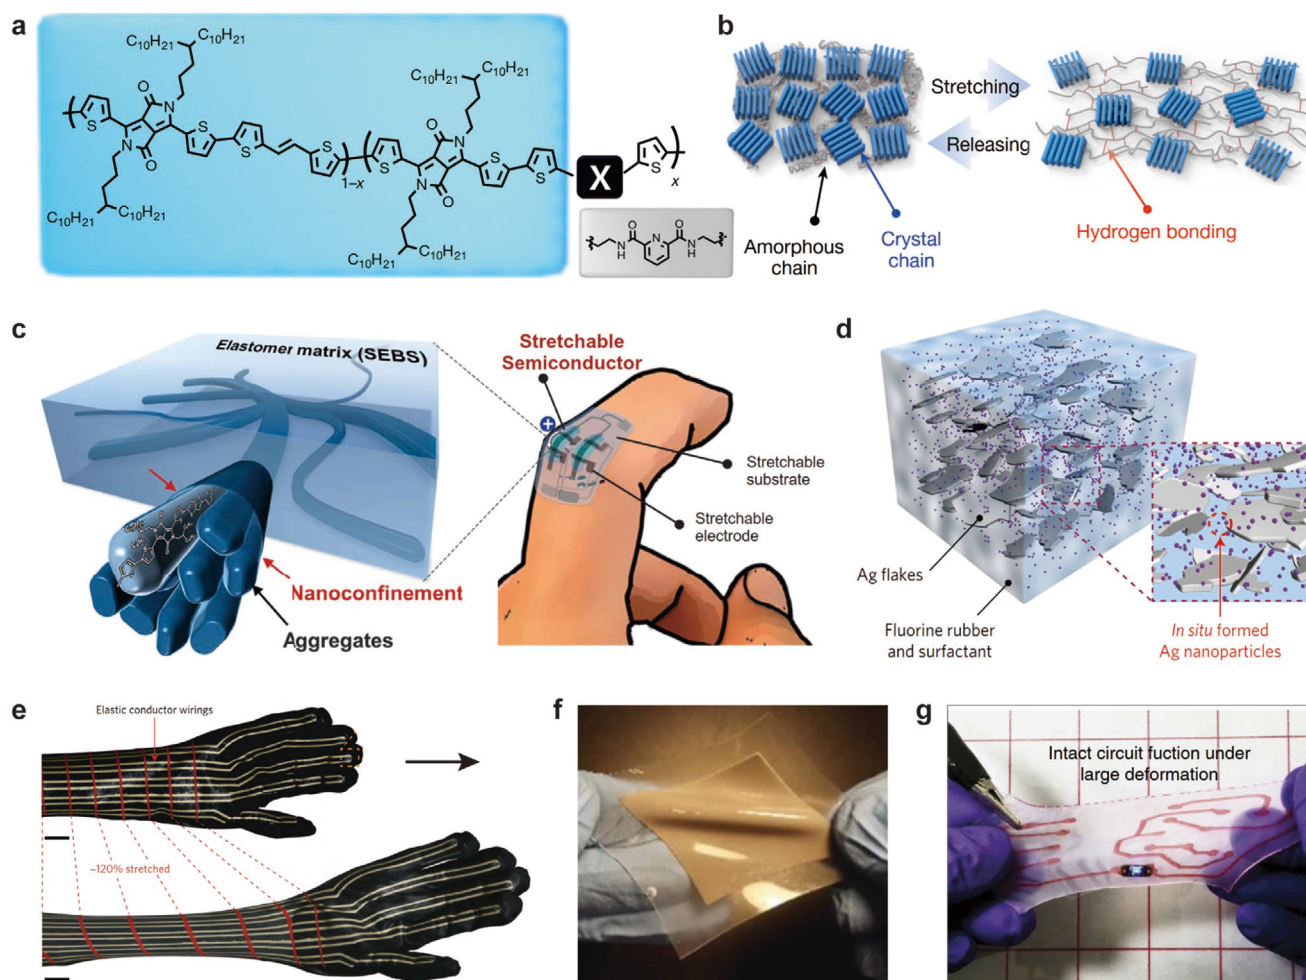 a
C10H21
C10H21
C10H21
C10H21
S
O
N
N
O
S
S
S
1–x
C10H21
C10H21
C10H21
C10H21
O
N
N
O
S
S
X
S
x
O
O
N
H
N
N
H
b
Stretching
Releasing
Amorphous
chain
Crystal
chain
Hydrogen bonding
c
Elastomer matrix (SEBS)
Nanoconfinement
Aggregates
Stretchable
Semiconductor
+
Stretchable
substrate
Stretchable
electrode
d
Ag flakes
Fluorine rubber
and surfactant
In situ formed
Ag nanoparticles
e
Elastic conductor wirings
~120% stretched
f
g
Intact circuit fuction under
large deformation